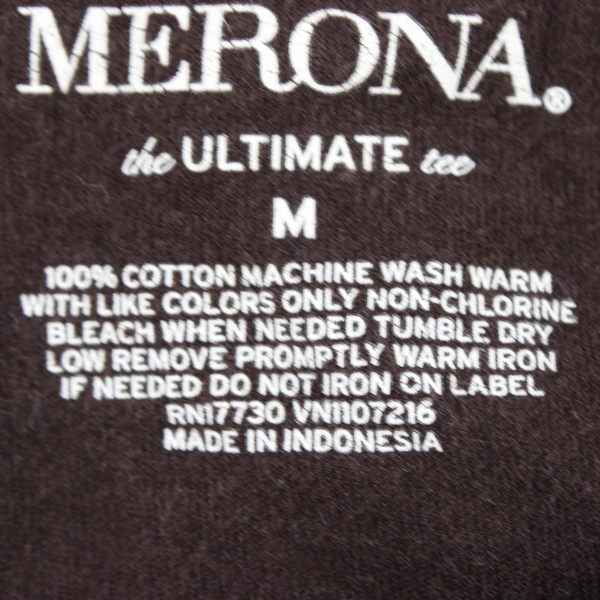 MERONA®
the ULTIMATE tee
M
100% COTTON MACHINE WASH WARM
WITH LIKE COLORS ONLY NON-CHLORINE
BLEACH WHEN NEEDED TUMBLE DRY
LOW REMOVE PROMPTLY WARM IRON
IF NEEDED DO NOT IRON ON LABEL
RN17730 VN1107216
MADE IN INDONESIA